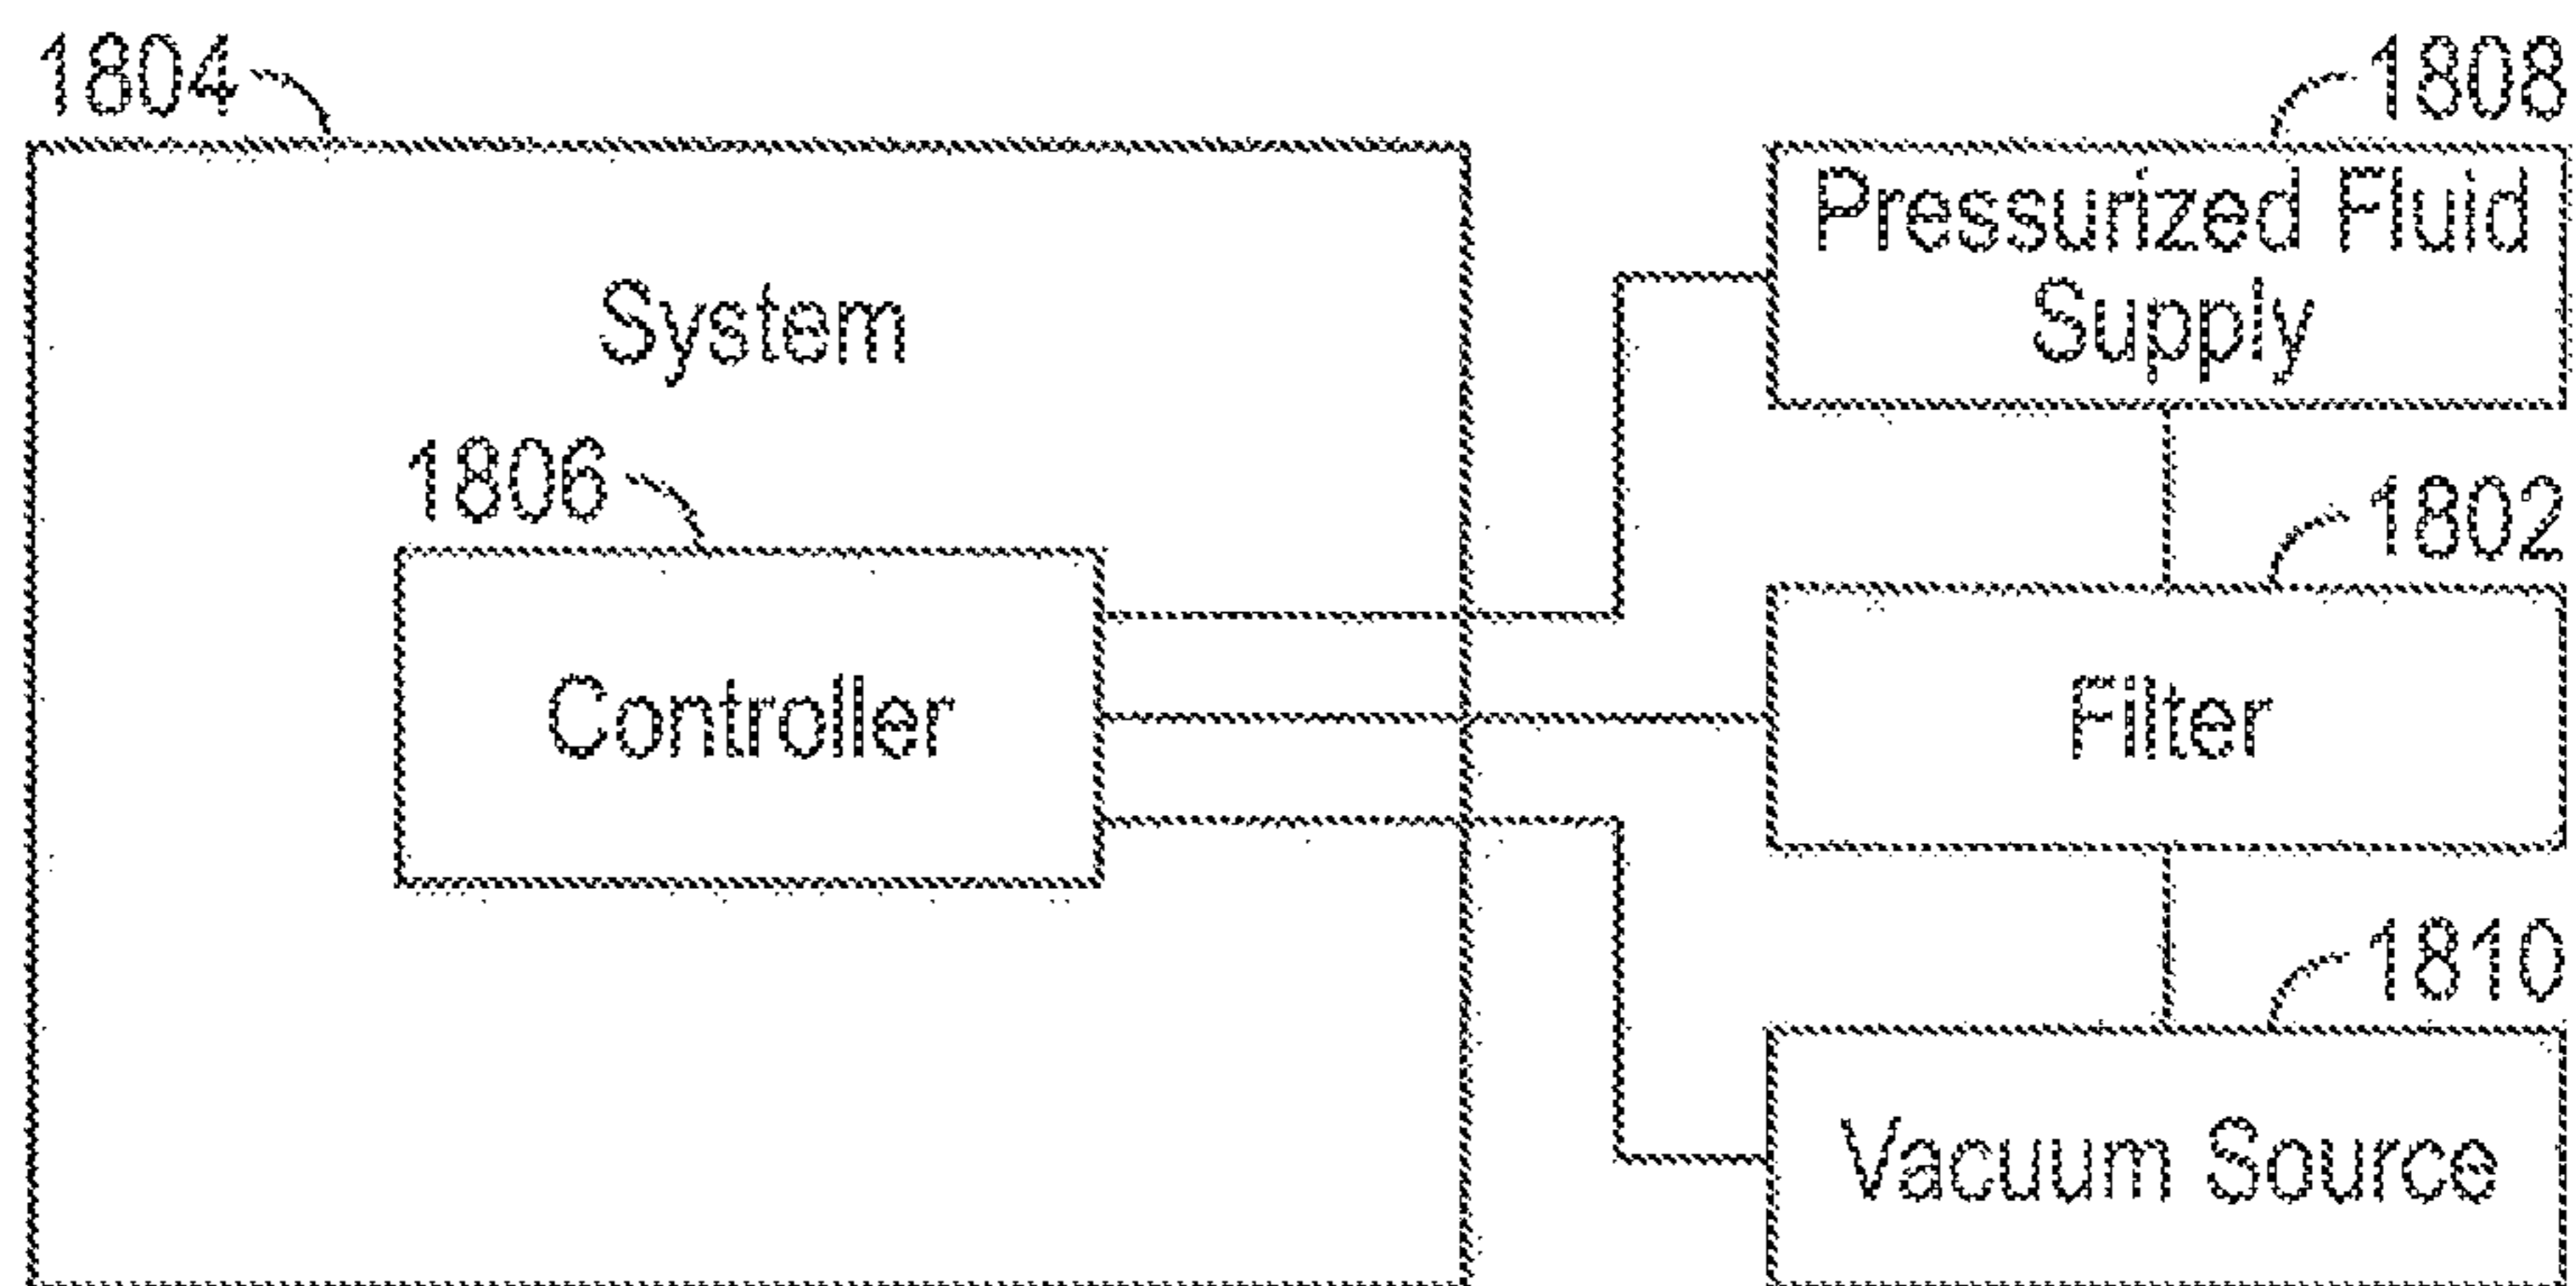 1804
1808
Pressurized Fluid
Supply
System
1806
1802
Controller
Filter
1810
Vacuum Source